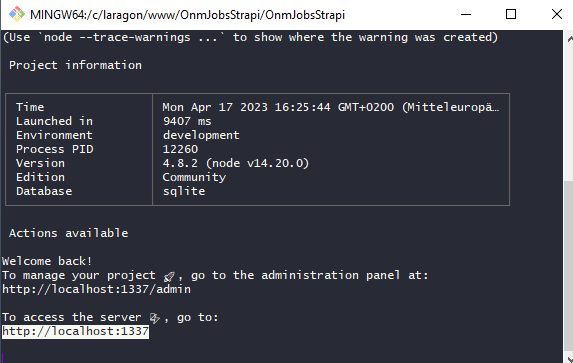 MINGW64:/c/laragon/www/OnmJobsStrapi/OnmJobsStrapi
(Use `node --trace-warnings ...` to show where the warning was created)
Project information
Time Mon Apr 17 2023 16:25:44 GMT+0200 (Mitteleuropä…
Launched in 9407 ms
Environment development
Process PID 12260
Version 4.8.2 (node v14.20.0)
Edition Community
Database sqlite
Actions available
Welcome back!
To manage your project 🚀, go to the administration panel at:
http://localhost:1337/admin
To access the server ⚡, go to:
http://localhost:1337